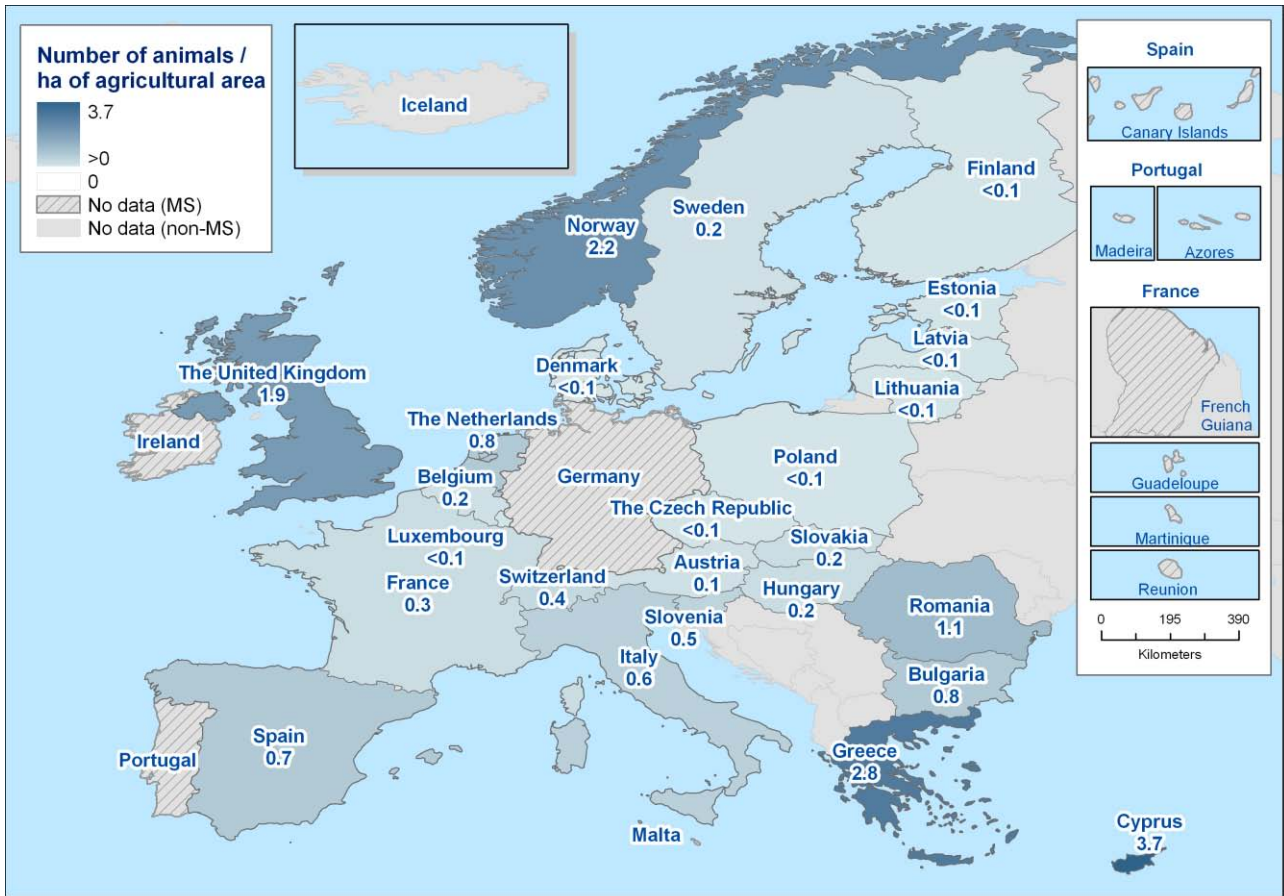 Number of animals /
ha of agricultural area
3.7
>0
0
No data (MS)
No data (non-MS)
Iceland
Norway
2.2
Sweden
0.2
Finland
<0.1
Estonia
<0.1
Latvia
<0.1
Lithuania
<0.1
Denmark
<0.1
The United Kingdom
1.9
Ireland
The Netherlands
0.8
Belgium
0.2
Germany
Poland
<0.1
The Czech Republic
<0.1
Luxembourg
<0.1
Slovakia
0.2
Austria
0.1
France
0.3
Switzerland
0.4
Hungary
0.2
Slovenia
0.5
Romania
1.1
Italy
0.6
Bulgaria
0.8
Portugal
Spain
0.7
Greece
2.8
Malta
Cyprus
3.7
Spain
Canary Islands
Portugal
Madeira
Azores
France
French
Guiana
Guadeloupe
Martinique
Reunion
0 195 390
Kilometers